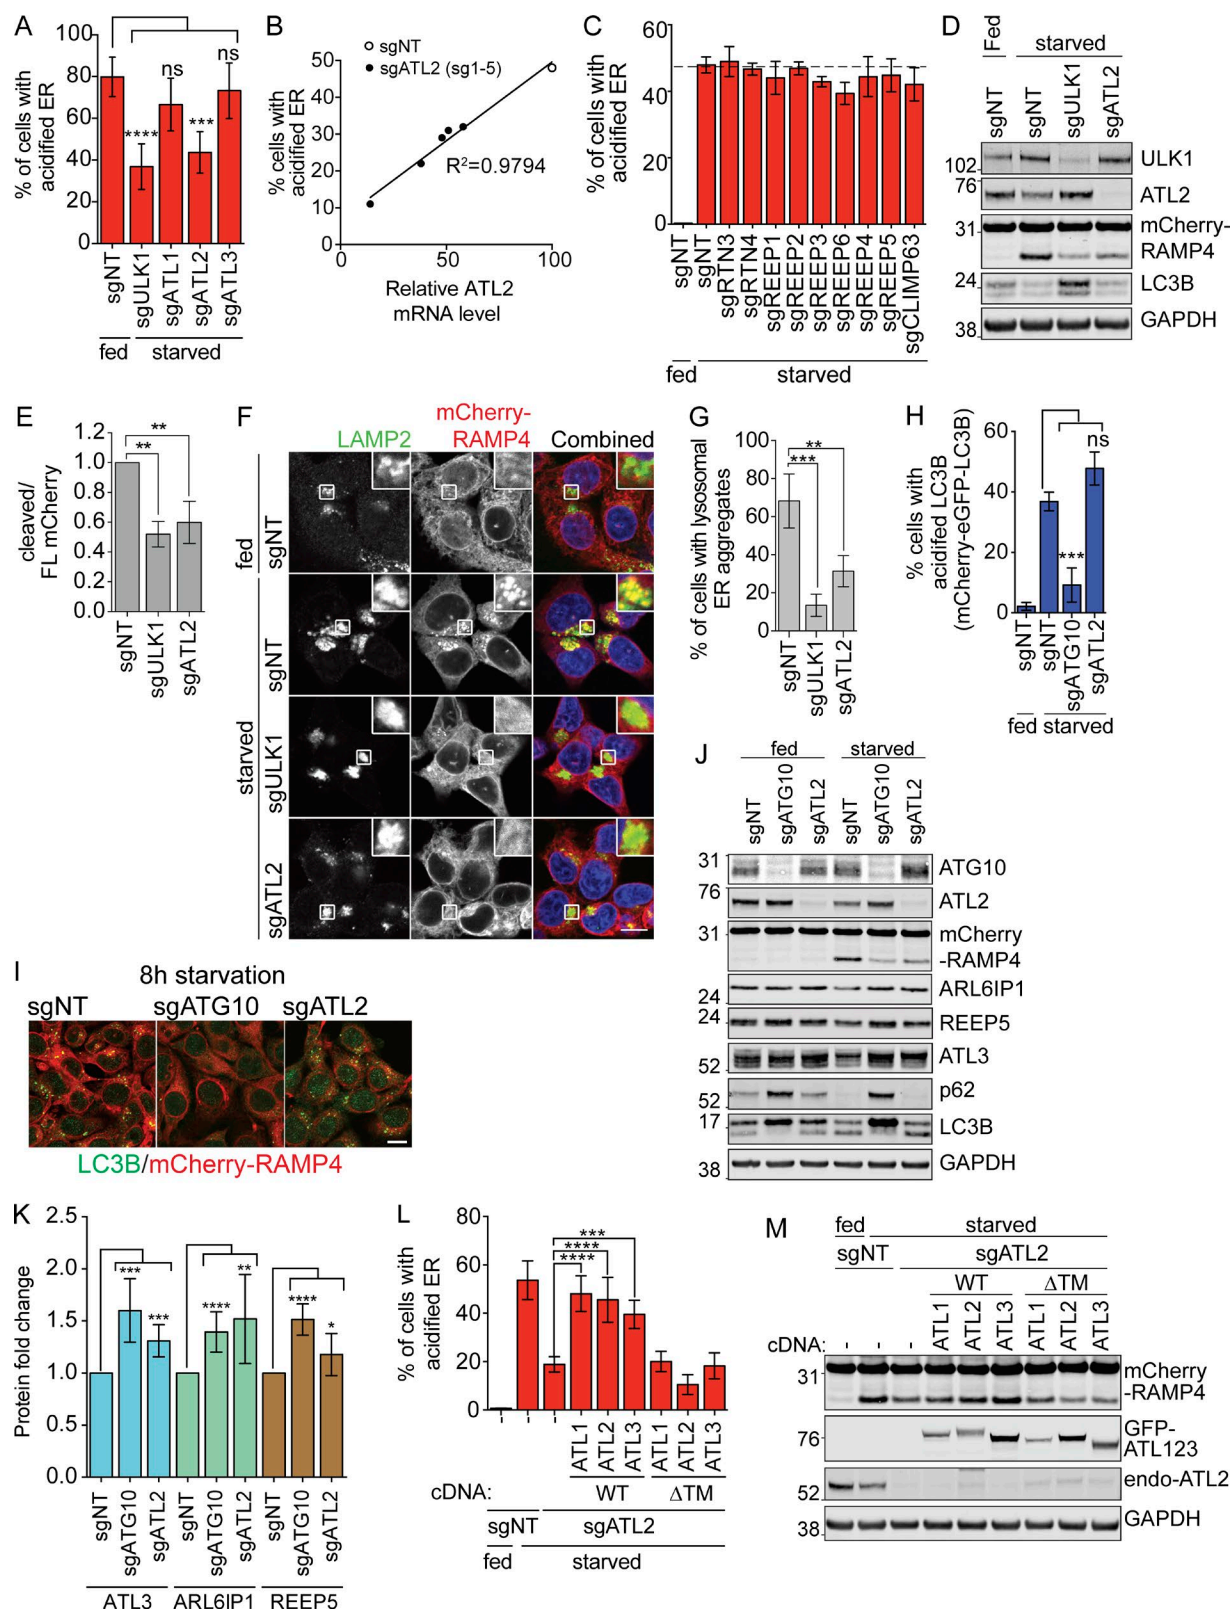 A
% of cells with
acidified ER
100
80
60
40
20
0
****
ns
***
ns
sgNT
sgULK1
sgATL1
sgATL2
sgATL3
fed
starved
B
sgNT
sgATL2 (sg1-5)
% cells with
acidified ER
50
40
30
20
10
0
R²=0.9794
0
50
100
Relative ATL2
mRNA level
C
% of cells with
acidified ER
60
40
20
0
sgNT
sgNT
sgRTN3
sgRTN4
sgREEP1
sgREEP2
sgREEP3
sgREEP6
sgREEP4
sgREEP5
sgCLIMP63
fed
starved
D
Fed
starved
sgNT
sgNT
sgULK1
sgATL2
102
ULK1
76
ATL2
31
mCherry-
RAMP4
24
LC3B
38
GAPDH
E
cleaved/
FL mCherry
1.2
1.0
0.8
0.6
0.4
0.2
0.0
**
**
sgNT
sgULK1
sgATL2
F
LAMP2
mCherry-
RAMP4
Combined
fed
sgNT
starved
sgNT
sgULK1
sgATL2
G
% of cells with lysosomal
ER aggregates
100
80
60
40
20
0
**
***
sgNT
sgULK1
sgATL2
H
% cells with
acidifed LC3B
(mCherry-eGFP-LC3B)
60
40
20
0
ns
***
sgNT
sgNT
sgATG10
sgATL2
fed
starved
I
8h starvation
sgNT
sgATG10
sgATL2
LC3B/mCherry-RAMP4
J
fed
starved
sgNT
sgATG10
sgATL2
sgNT
sgATG10
sgATL2
31
ATG10
76
ATL2
31
mCherry
-RAMP4
24
ARL6IP1
24
REEP5
52
ATL3
52
p62
17
LC3B
38
GAPDH
K
Protein fold change
2.5
2.0
1.5
1.0
0.5
0.0
***
***
****
**
****
*
sgNT
sgATG10
sgATL2
sgNT
sgATG10
sgATL2
sgNT
sgATG10
sgATL2
ATL3
ARL6IP1
REEP5
L
% of cells with
acidified ER
80
60
40
20
0
***
****
****
cDNA:
-
-
-
ATL1
ATL2
ATL3
ATL1
ATL2
ATL3
WT
ΔTM
sgNT
sgATL2
fed
starved
M
fed
starved
sgNT
sgATL2
WT
ΔTM
cDNA:
-
-
-
ATL1
ATL2
ATL3
ATL1
ATL2
ATL3
31
mCherry
-RAMP4
76
GFP-
ATL123
52
endo-ATL2
38
GAPDH